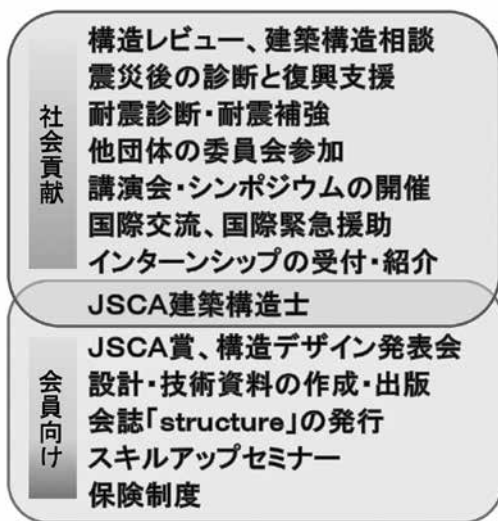 社会貢献
構造レビュー、建築構造相談
震災後の診断と復興支援
耐震診断・耐震補強
他団体の委員会参加
講演会・シンポジウムの開催
国際交流、国際緊急援助
インターンシップの受付・紹介
JSCA建築構造士
会員向け
JSCA賞、構造デザイン発表会
設計・技術資料の作成・出版
会誌「structure」の発行
スキルアップセミナー
保険制度